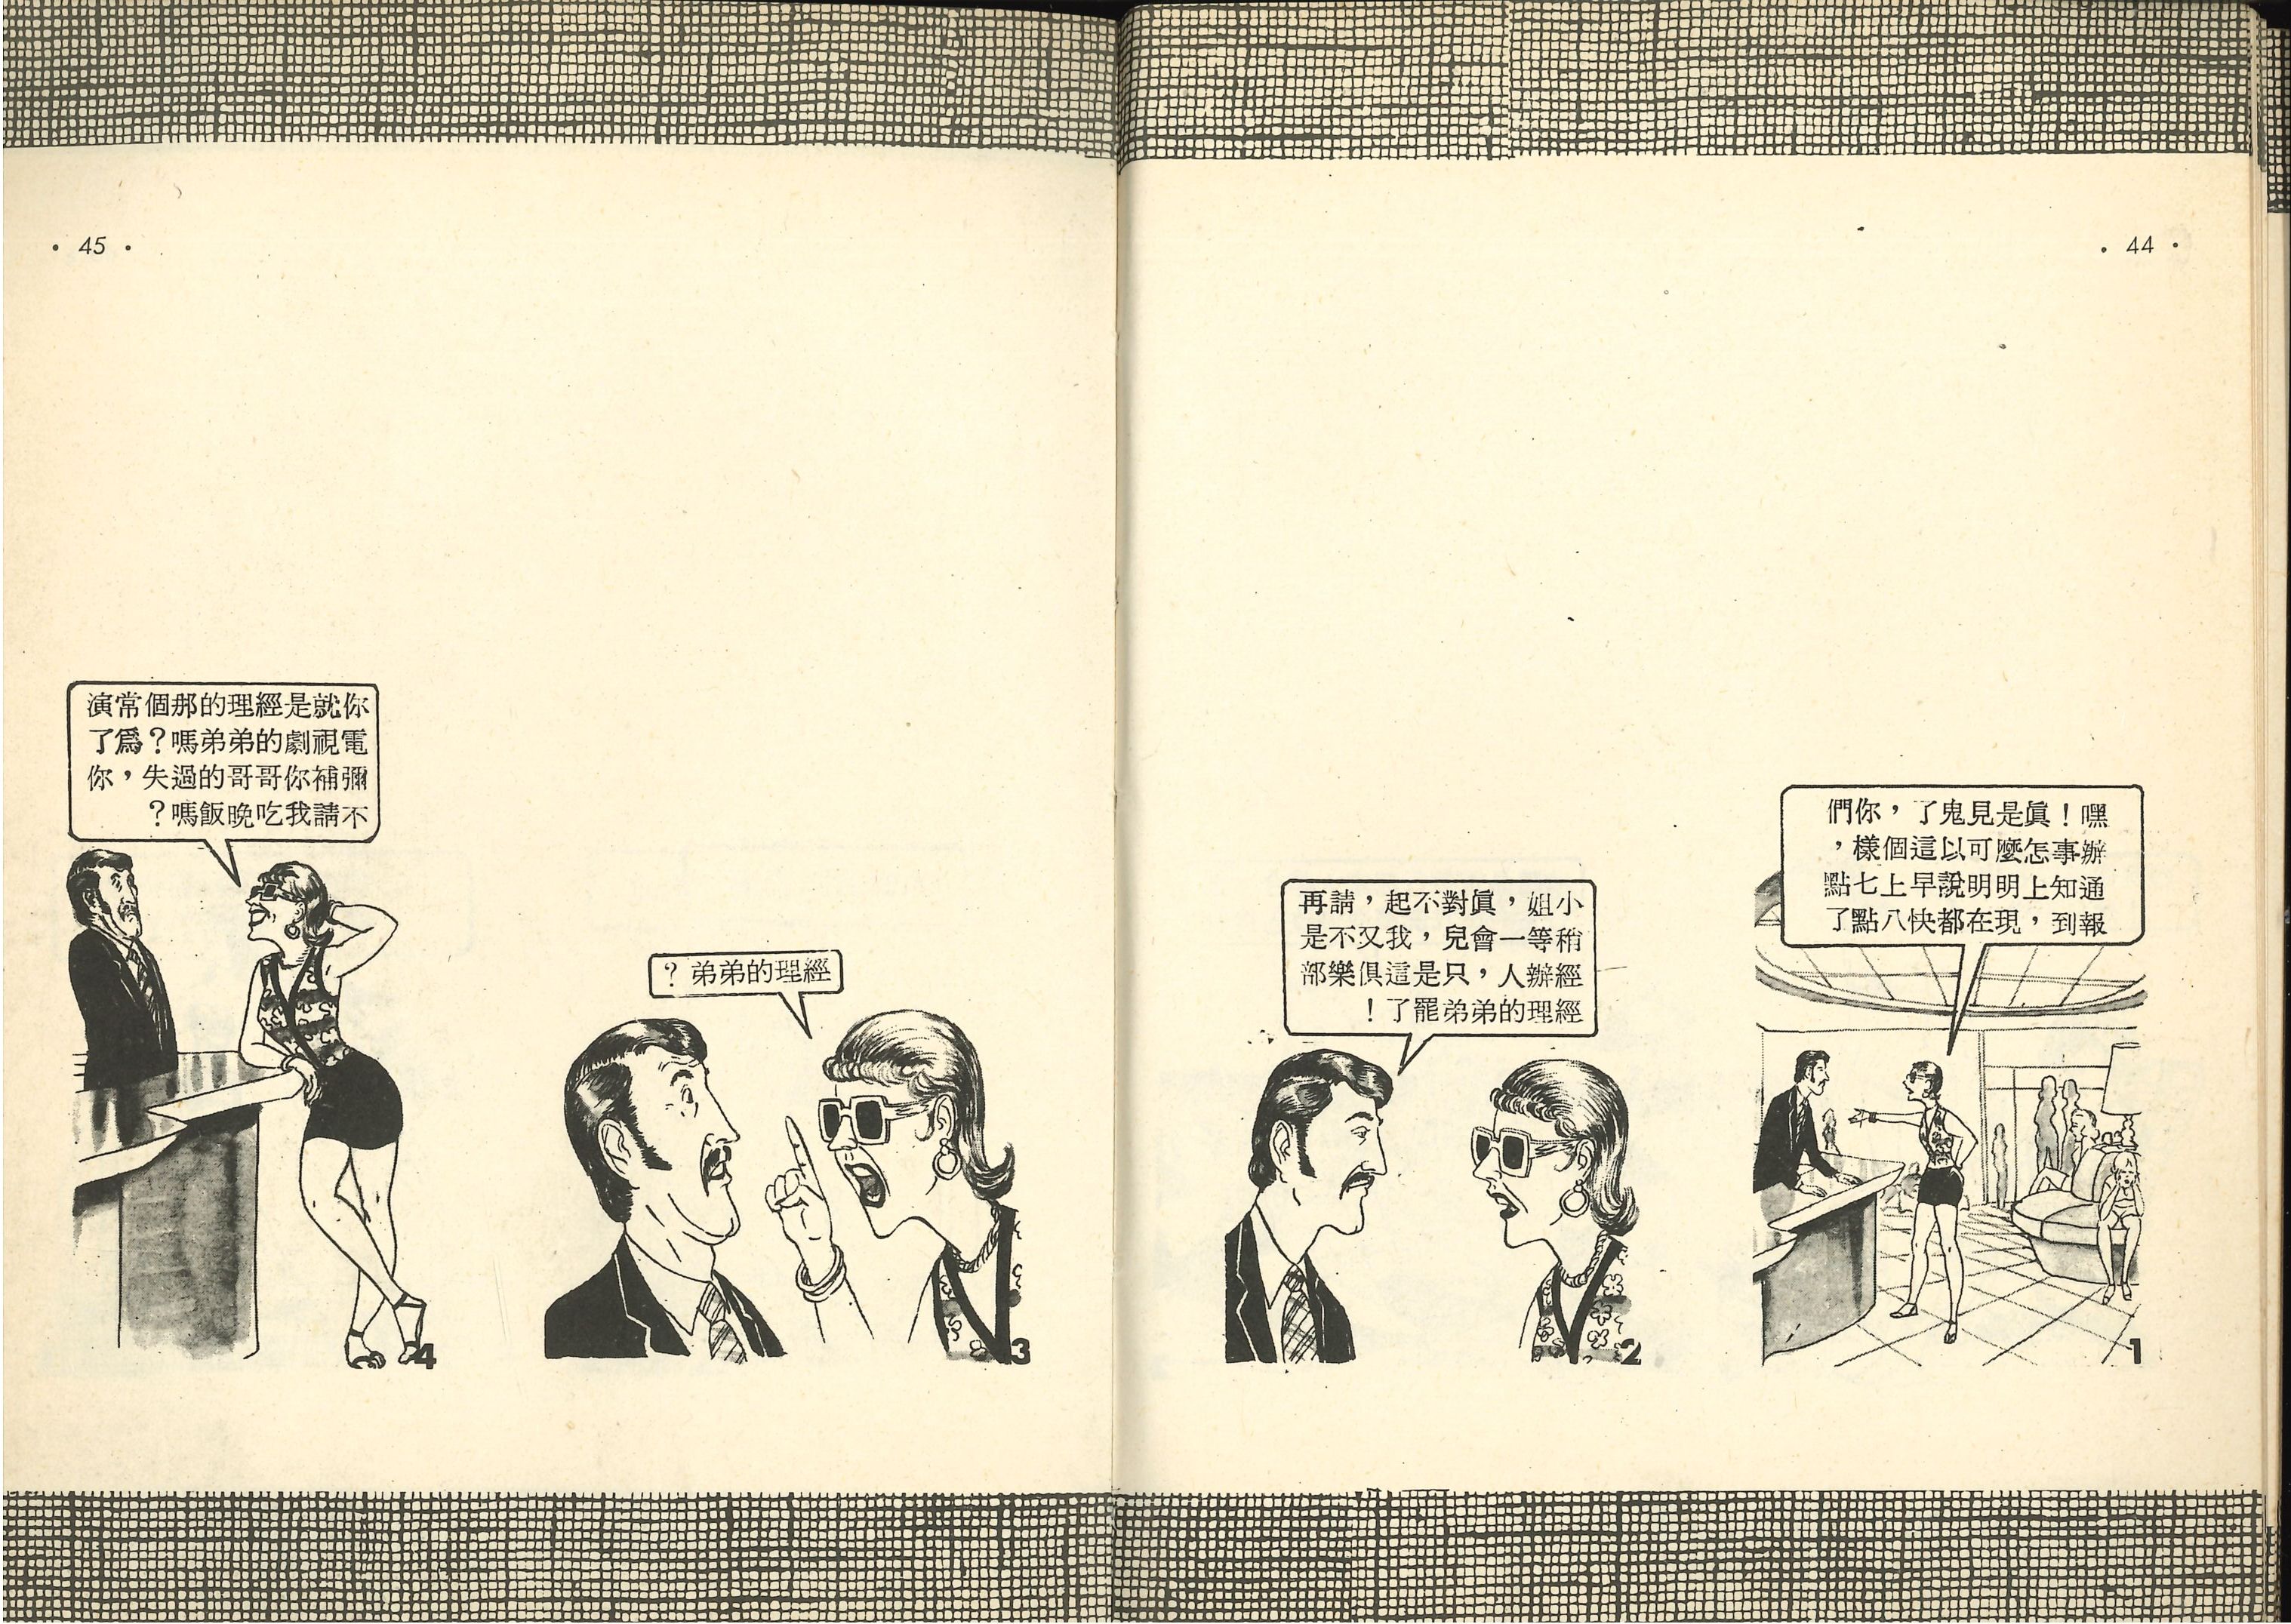 · 44 ·
嘿！眞是見鬼了，你們
辦事怎麼可以這個樣，
通知上明明說早上七點
報到，現在都快八點了
1
小姐，眞對不起，請再
稍等一會兒，我又不是
經辦人，只是這俱樂部
經理的弟弟罷了！
2
· 45 ·
經理的弟弟？
3
你就是經理的那個常演
電視劇的弟弟嗎？爲了
彌補你哥哥的過失，你
不請我吃晚飯嗎？
4